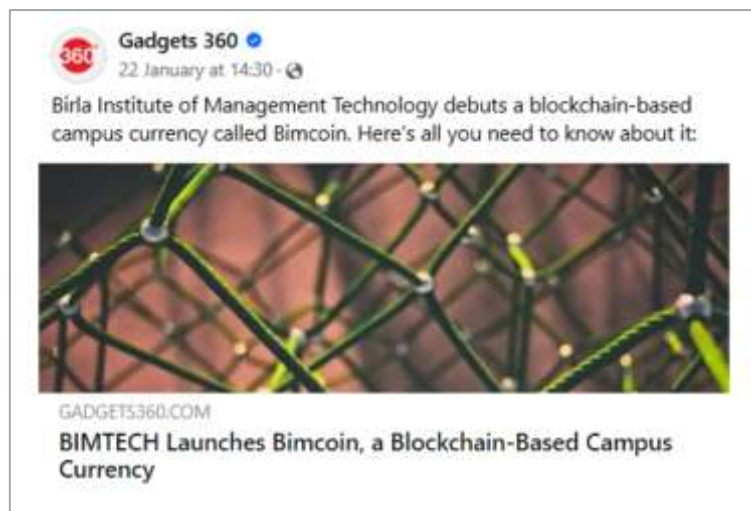 360
Gadgets 360
22 January at 14:30 ·
Birla Institute of Management Technology debuts a blockchain-based
campus currency called Bimcoin. Here's all you need to know about it:
GADGETS360.COM
BIMTECH Launches Bimcoin, a Blockchain-Based Campus
Currency